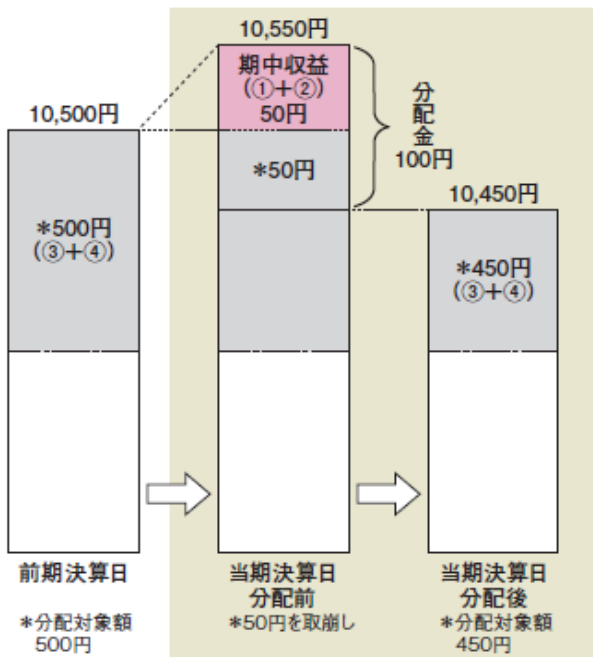 10,500円
*500円
(③+④)
前期決算日
*分配対象額
500円
10,550円
期中収益
(①+②)
50円
*50円
分配金
100円
当期決算日
分配前
*50円を取崩し
10,450円
*450円
(③+④)
当期決算日
分配後
*分配対象額
450円